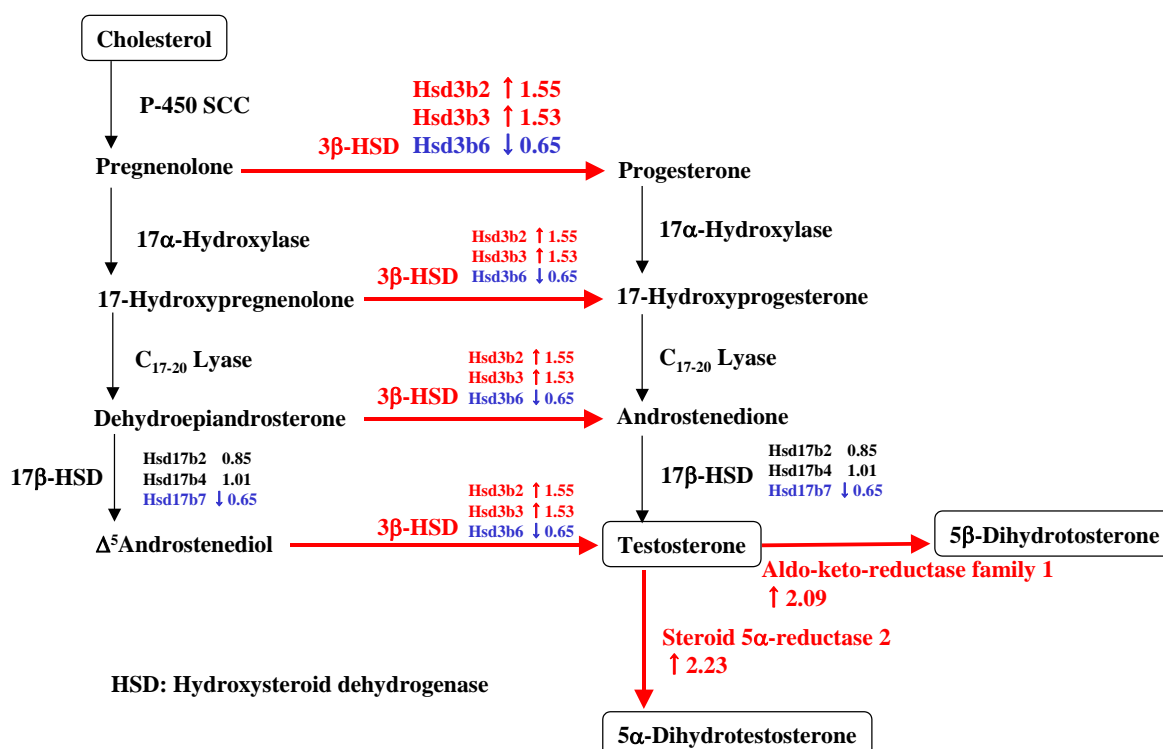 Cholesterol
P-450 SCC
Hsd3b2 ↑ 1.55
Hsd3b3 ↑ 1.53
3β-HSD Hsd3b6 ↓ 0.65
Pregnenolone
Progesterone
17α-Hydroxylase
Hsd3b2 ↑ 1.55
Hsd3b3 ↑ 1.53
3β-HSD Hsd3b6 ↓ 0.65
17α-Hydroxylase
17-Hydroxypregnenolone
17-Hydroxyprogesterone
C17-20 Lyase
Hsd3b2 ↑ 1.55
Hsd3b3 ↑ 1.53
3β-HSD Hsd3b6 ↓ 0.65
C17-20 Lyase
Dehydroepiandrosterone
Androstenedione
17β-HSD
Hsd17b2 0.85
Hsd17b4 1.01
Hsd17b7 ↓ 0.65
17β-HSD
Hsd17b2 0.85
Hsd17b4 1.01
Hsd17b7 ↓ 0.65
Hsd3b2 ↑ 1.55
Hsd3b3 ↑ 1.53
3β-HSD Hsd3b6 ↓ 0.65
Δ5Androstenediol
Testosterone
5β-Dihydrotosterone
Aldo-keto-reductase family 1
↑ 2.09
Steroid 5α-reductase 2
↑ 2.23
HSD: Hydroxysteroid dehydrogenase
5α-Dihydrotestosterone